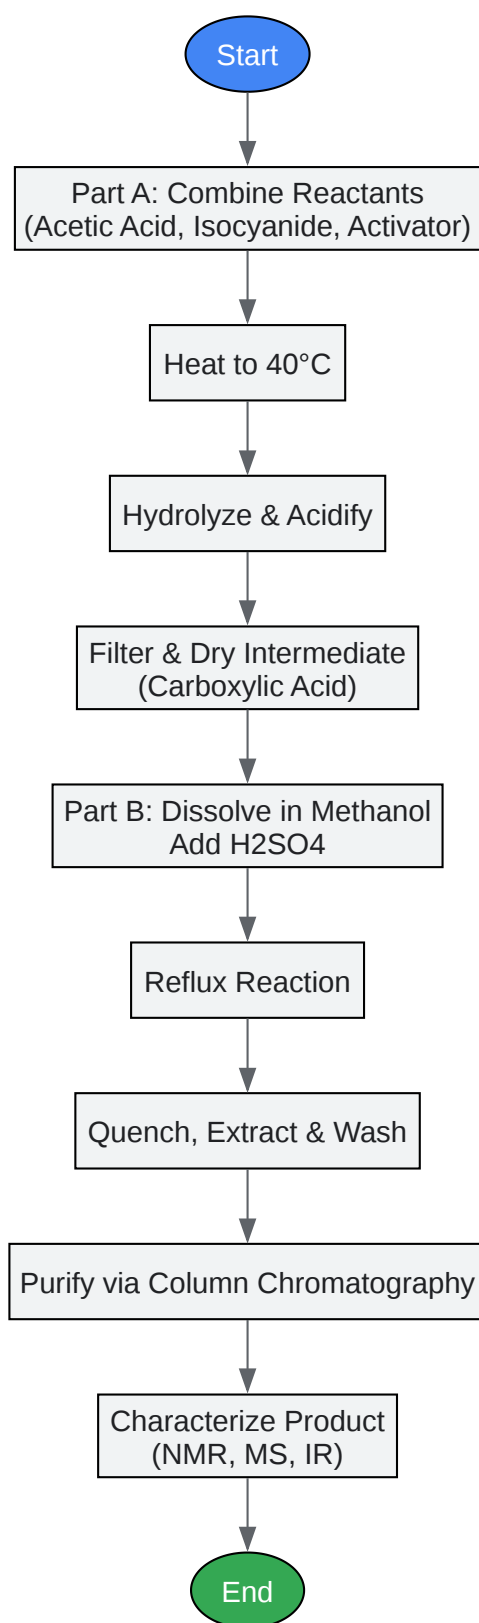 Start
Part A: Combine Reactants
(Acetic Acid, Isocyanide, Activator)
Heat to 40°C
Hydrolyze & Acidify
Filter & Dry Intermediate
(Carboxylic Acid)
Part B: Dissolve in Methanol
Add H2SO4
Reflux Reaction
Quench, Extract & Wash
Purify via Column Chromatography
Characterize Product
(NMR, MS, IR)
End